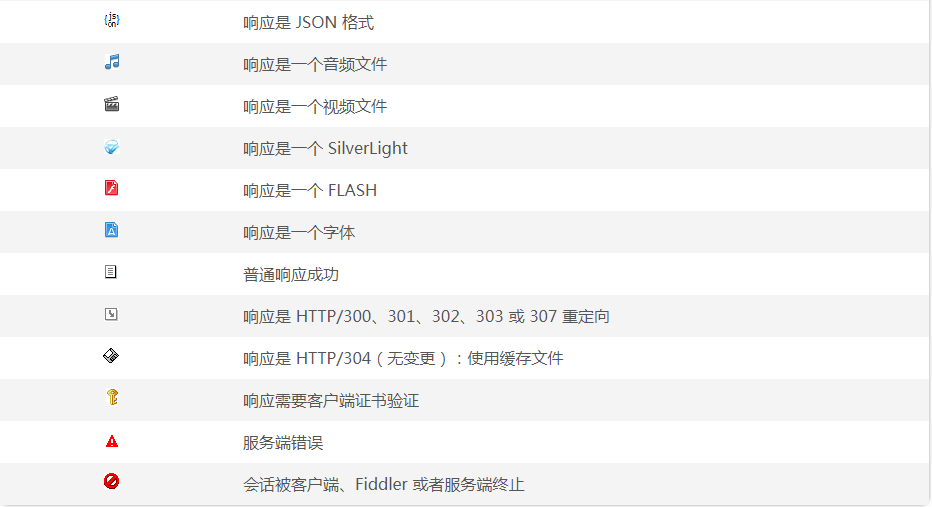 响应是 JSON 格式
响应是一个音频文件
响应是一个视频文件
响应是一个 SilverLight
响应是一个 FLASH
响应是一个字体
普通响应成功
响应是 HTTP/300、301、302、303 或 307 重定向
响应是 HTTP/304（无变更）：使用缓存文件
响应需要客户端证书验证
服务端错误
会话被客户端、Fiddler 或者服务端终止